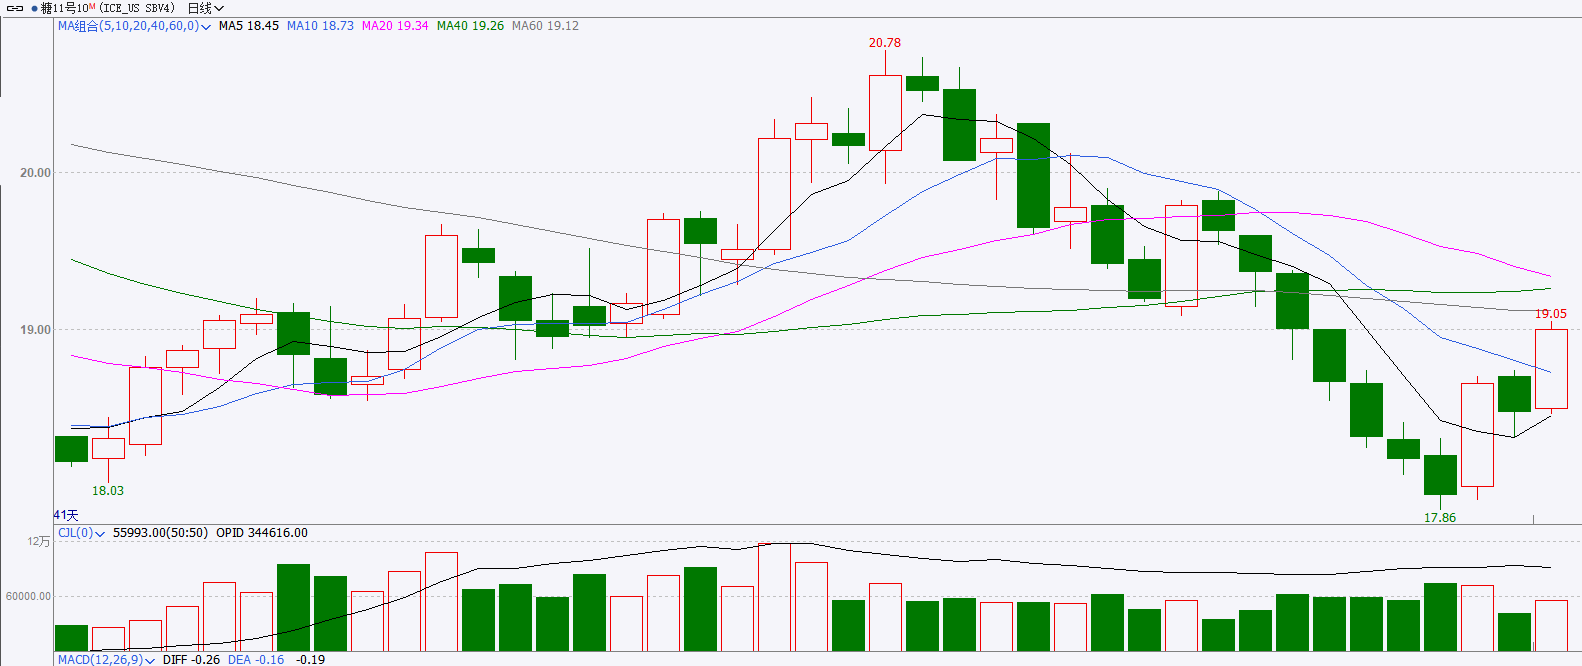 糖11号10M (ICE_US SBV4) 日线
MA组合(5,10,20,40,60,0) MA5 18.45 MA10 18.73 MA20 19.34 MA40 19.26 MA60 19.12
20.78
20.00
19.00
19.05
18.03
17.86
41天
CJL(0) 55993.00(50:50) OPID 344616.00
12万
60000.00
MACD(12,26,9) DIFF -0.26 DEA -0.16 -0.19